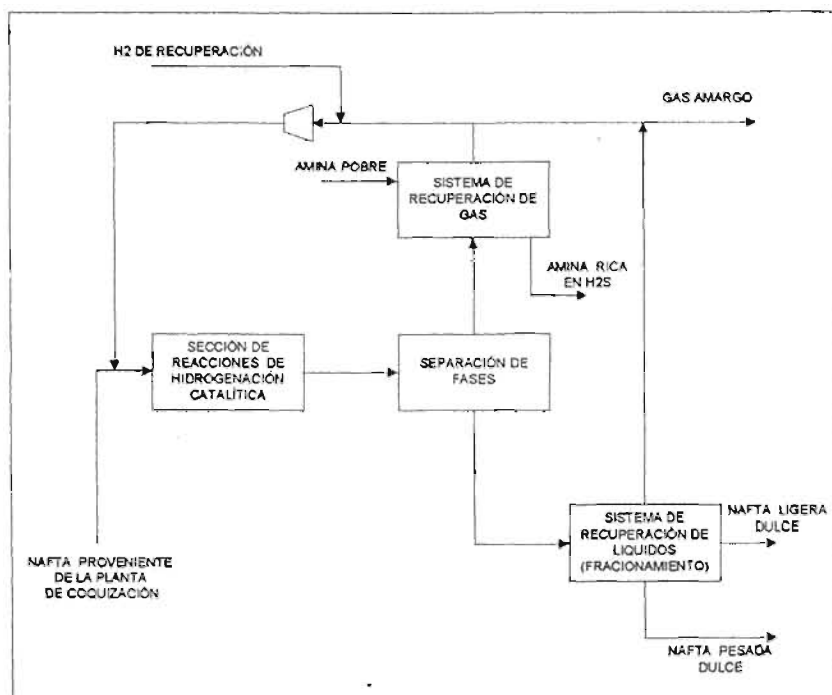 H2 DE RECUPERACIÓN
GAS AMARGO
AMINA POBRE
SISTEMA DE
RECUPERACIÓN DE
GAS
AMINA RICA
EN H2S
SECCIÓN DE
REACCIONES DE
HIDROGENACIÓN
CATALÍTICA
SEPARACIÓN DE
FASES
SISTEMA DE
RECUPERACIÓN DE
LIQUIDOS
(FRACIONAMIENTO)
NAFTA LIGERA
DULCE
NAFTA PROVENIENTE
DE LA PLANTA
DE COQUIZACIÓN
NAFTA PESADA
DULCE